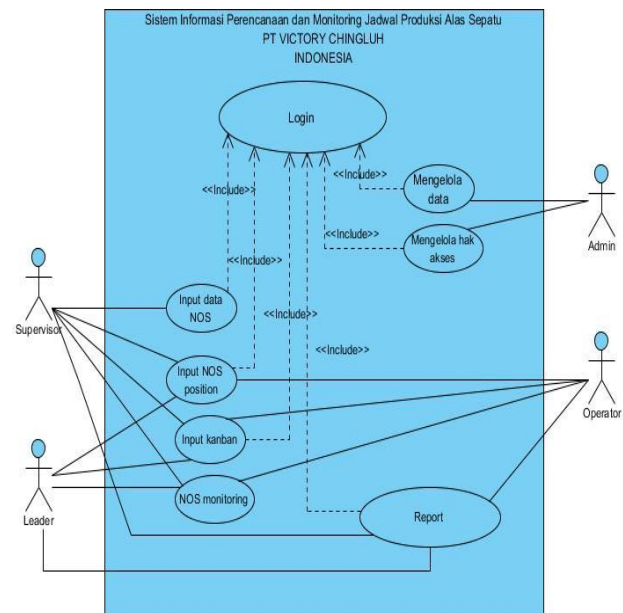 Sistem Informasi Perencanaan dan Monitoring Jadwal Produksi Alas Sepatu
PT VICTORY CHINGLUH
INDONESIA
Login
<<Include>>
Mengelola
data
<<Include>>
Admin
<<Include>>
Mengelola hak
akses
<<Include>>
Input data
NOS
Supervisor
<<Include>>
<<Include>>
Input NOS
position
Operator
Input kanban
NOS monitoring
Leader
Report